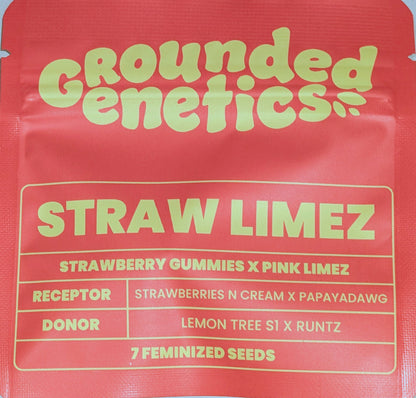 GROUNDED
GENETICS
STRAW LIMEZ
STRAWBERRY GUMMIES X PINK LIMEZ
RECEPTOR STRAWBERRIES N CREAM X PAPAYADAWG
DONOR LEMON TREE S1 X RUNTZ
7 FEMINIZED SEEDS